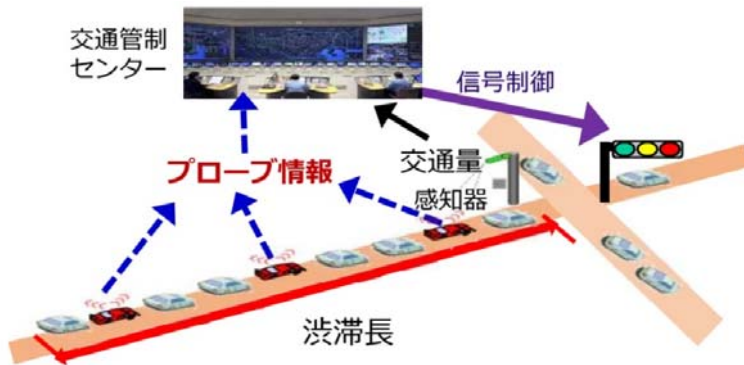 交通管制
センター
信号制御
プローブ情報
交通量
感知器
渋滞長